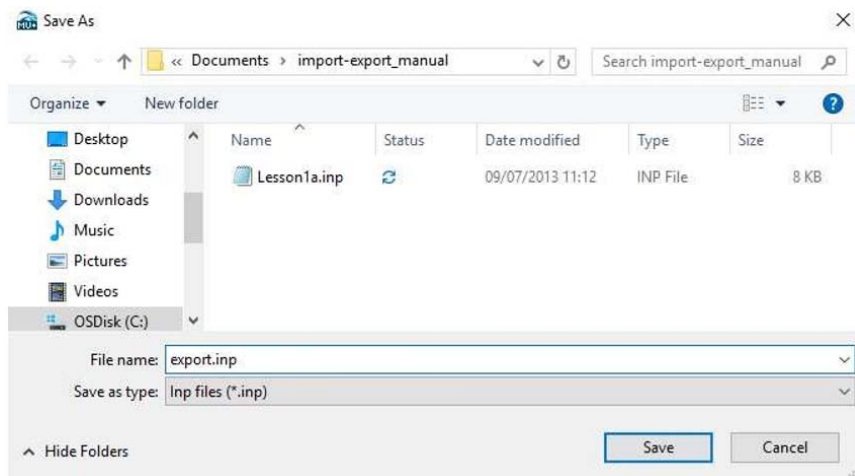 MU+ Save As
« Documents › import-export_manual Search import-export_manual
Organize New folder
Name Status Date modified Type Size
Lesson1a.inp 09/07/2013 11:12 INP File 8 KB
Desktop
Documents
Downloads
Music
Pictures
Videos
OSDisk (C:)
File name: export.inp
Save as type: Inp files (*.inp)
Hide Folders Save Cancel